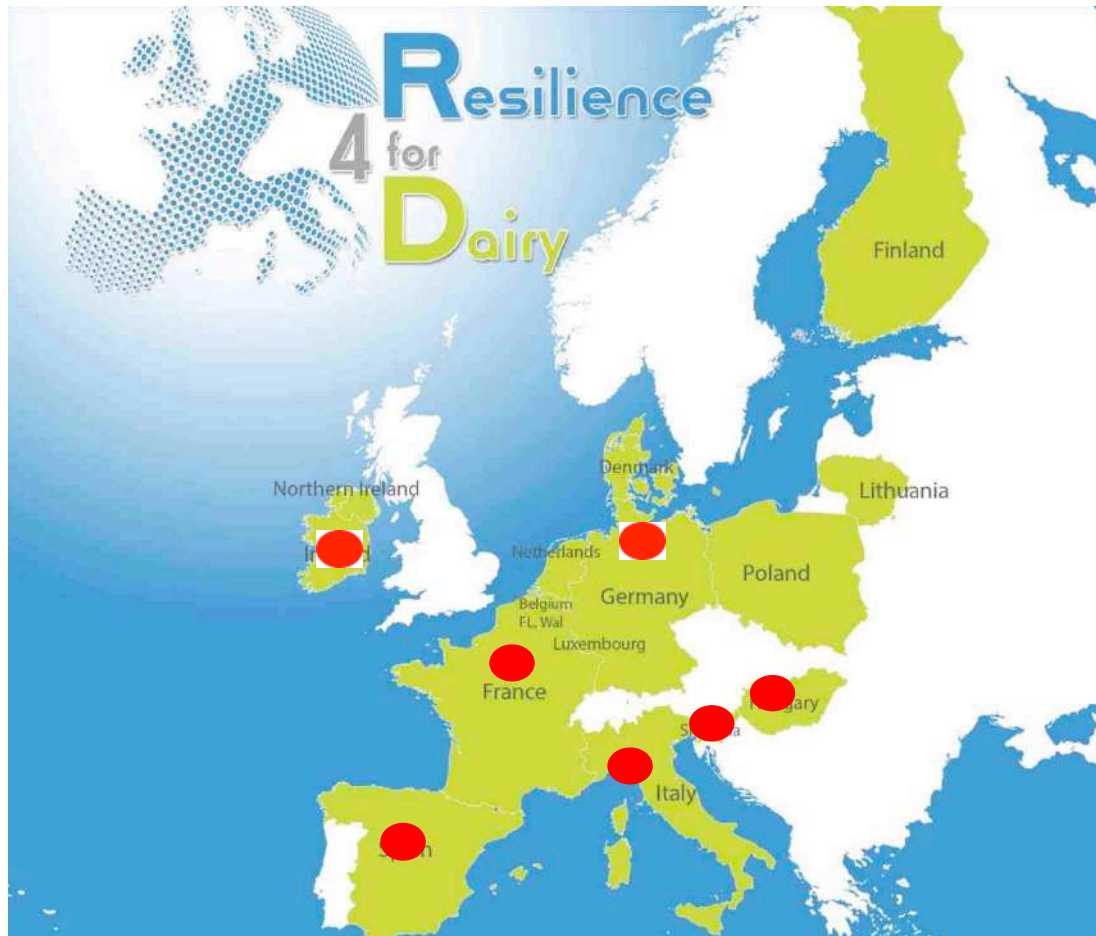 Resilience
4 for
Dairy
Finland
Denmark
Lithuania
Northern Ireland
Netherlands
Poland
Germany
Belgium
FL, Wal
Luxembourg
France
Italy